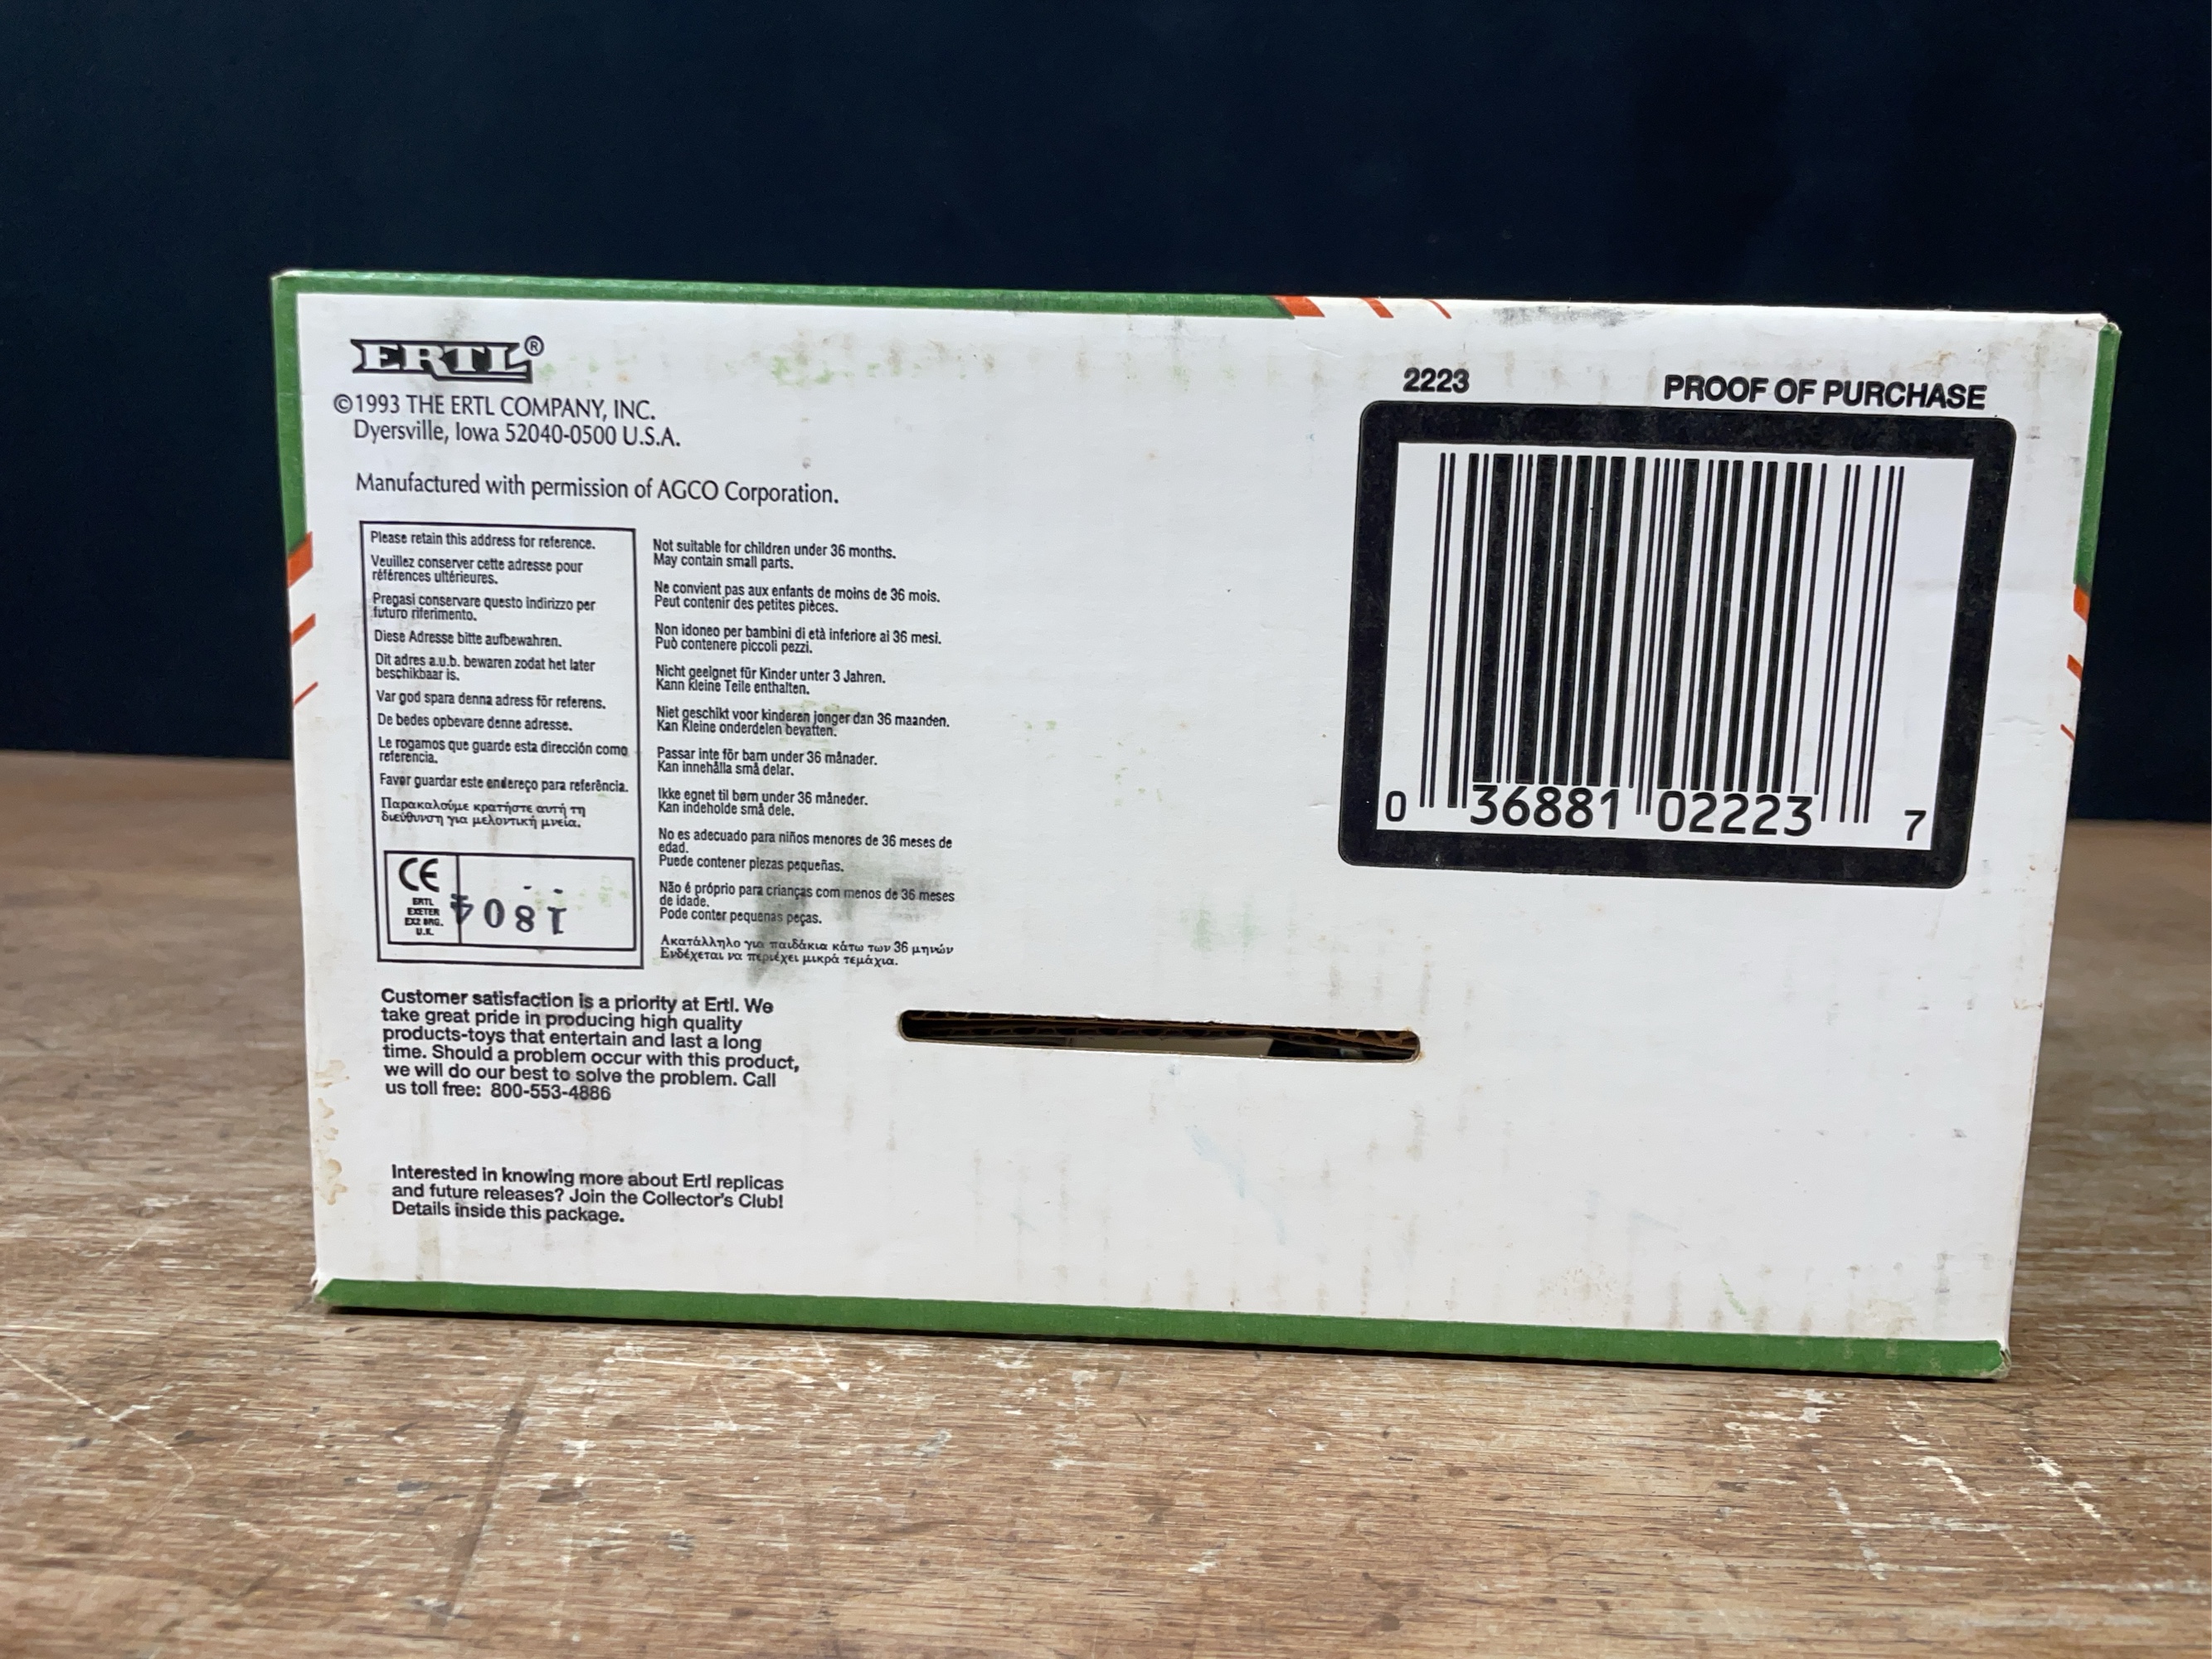 ERTL®
©1993 THE ERTL COMPANY, INC.
Dyersville, Iowa 52040-0500 U.S.A.
Manufactured with permission of AGCO Corporation.
Please retain this address for reference.
Veuillez conserver cette adresse pour
références ultérieures.
Pregasi conservare questo indirizzo per
futuro riferimento.
Diese Adresse bitte aufbewahren.
Dit adres a.u.b. bewaren zodat het later
beschikbaar is.
Var god spara denna adress för referens.
De bedes opbevare denne adresse.
Le rogamos que guarde esta dirección como
referencia.
Favor guardar este endereço para referência.
Παρακαλούμε κρατήστε αυτή τη
διεύθυνση για μελοντική μνεία.
CE
ERTL
EXETER
EX2 8RG.
U.K.
1804
Not suitable for children under 36 months.
May contain small parts.
Ne convient pas aux enfants de moins de 36 mois.
Peut contenir des petites pièces.
Non idoneo per bambini di età inferiore ai 36 mesi.
Può contenere piccoli pezzi.
Nicht geeignet für Kinder unter 3 Jahren.
Kann kleine Teile enthalten.
Niet geschikt voor kinderen jonger dan 36 maanden.
Kan Kleine onderdelen bevatten.
Passar inte för barn under 36 månader.
Kan innehålla små delar.
Ikke egnet til børn under 36 måneder.
Kan indeholde små dele.
No es adecuado para niños menores de 36 meses de
edad.
Puede contener piezas pequeñas.
Não é próprio para crianças com menos de 36 meses
de idade.
Pode conter pequenas peças.
Ακατάλληλο για παιδάκια κάτω των 36 μηνών
Ενδέχεται να περιέχει μικρά τεμάχια.
Customer satisfaction is a priority at Ertl. We
take great pride in producing high quality
products-toys that entertain and last a long
time. Should a problem occur with this product,
we will do our best to solve the problem. Call
us toll free: 800-553-4886
Interested in knowing more about Ertl replicas
and future releases? Join the Collector's Club!
Details inside this package.
2223 PROOF OF PURCHASE
0 36881 02223 7